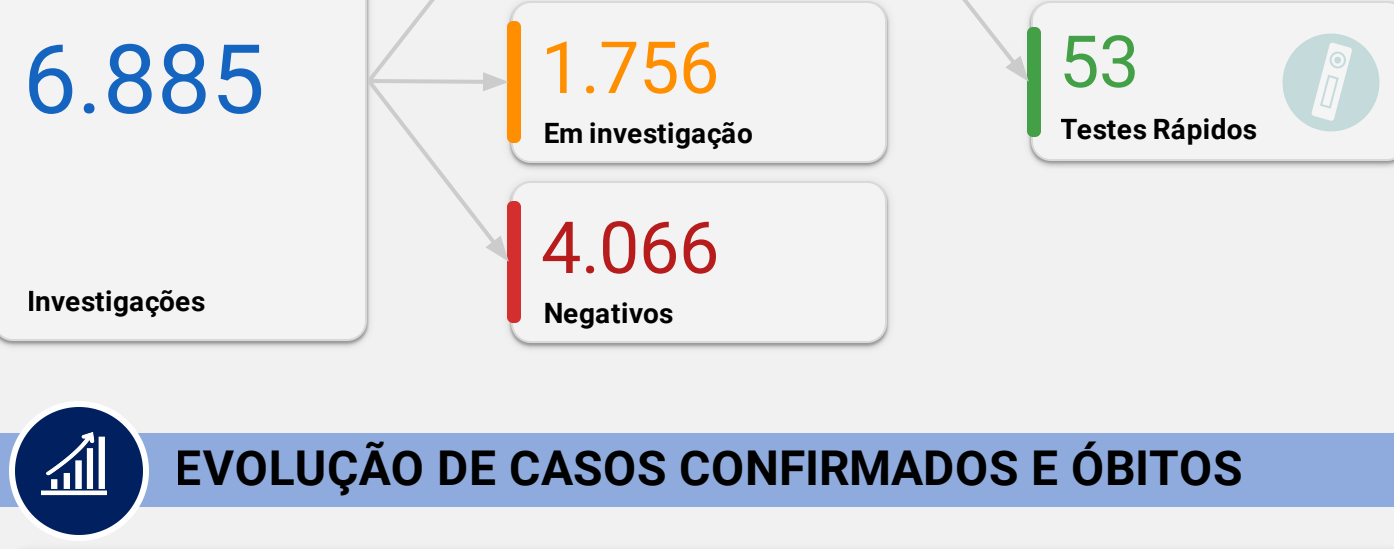 6.885
Investigações
1.756
Em investigação
4.066
Negativos
53
Testes Rápidos
EVOLUÇÃO DE CASOS CONFIRMADOS E ÓBITOS